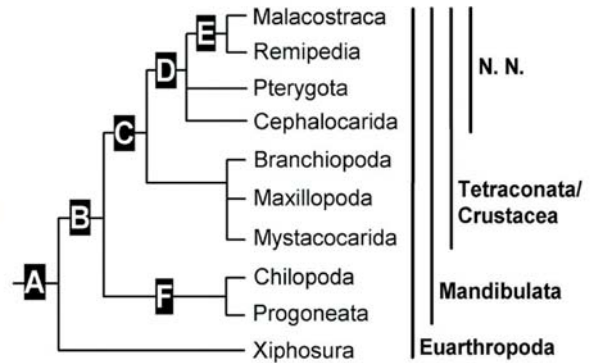 Malacostraca
E
Remipedia
N. N.
D
Pterygota
Cephalocarida
C
Branchiopoda
Maxillopoda
Tetraconata/
Crustacea
B
Mystacocarida
Chilopoda
A
F
Mandibulata
Progoneata
Xiphosura
Euarthropoda